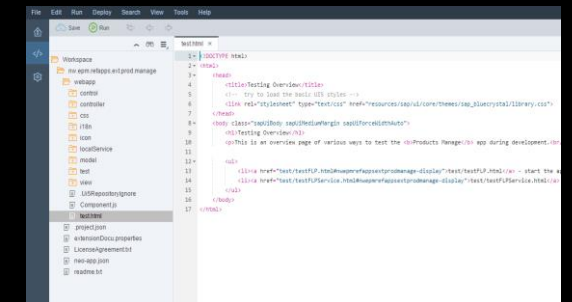 File Edit Run Deploy Search View Tools Help
Save Run
test.html ×
Workspace
nw.epm.refapps.ext.prod.manage
webapp
control
controller
css
i18n
icon
localService
model
test
view
.Ui5RepositoryIgnore
Component.js
test.html
.project.json
extensionDocu.properties
LicenseAgreement.txt
neo-app.json
readme.txt
1 <!DOCTYPE html>
2 <html>
3 <head>
4 <title>Testing Overview</title>
5 <!-- try to load the basic UI5 styles -->
6 <link rel="stylesheet" type="text/css" href="resources/sap/ui/core/themes/sap_bluecrystal/library.css">
7 </head>
8 <body class="sapUiBody sapUiMediumMargin sapUiForceWidthAuto">
9 <h1>Testing Overview</h1>
10 <p>This is an overview page of various ways to test the <b>Products Manage</b> app during development.<br
11
12 <ul>
13 <li><a href="test/testFLP.html#nwepmrefappsextprodmanage-display">test/testFLP.html</a> - start the
14 <li><a href="test/testFLPService.html#nwepmrefappsextprodmanage-display">test/testFLPService.html</a>
15 </ul>
16 </body>
17 </html>